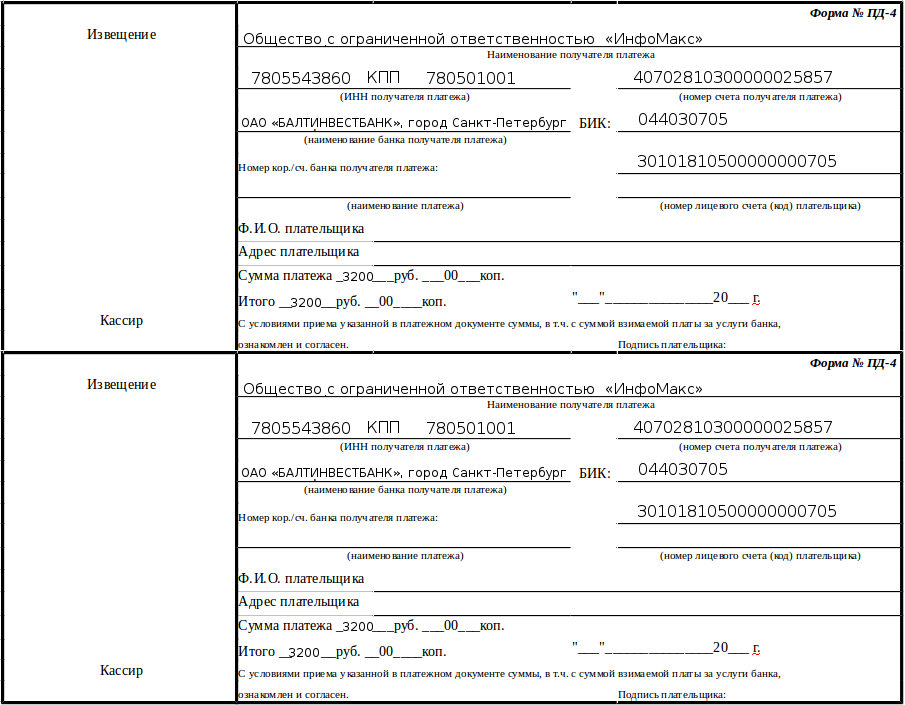 Форма № ПД-4
Извещение
Общество с ограниченной ответственностью «ИнфоМакс»
Наименование получателя платежа
7805543860 КПП 780501001 40702810300000025857
(ИНН получателя платежа) (номер счета получателя платежа)
ОАО «БАЛТИНВЕСТБАНК», город Санкт-Петербург БИК: 044030705
(наименование банка получателя платежа)
Номер кор./сч. банка получателя платежа: 30101810500000000705
(наименование платежа) (номер лицевого счета (код) плательщика)
Ф.И.О. плательщика
Адрес плательщика
Сумма платежа _3200___руб. ___00___коп.
Итого __3200__руб. __00____коп. "___"_______________20___ г.
Кассир
С условиями приема указанной в платежном документе суммы, в т.ч. с суммой взимаемой платы за услуги банка,
ознакомлен и согласен. Подпись плательщика:
Форма № ПД-4
Извещение
Общество с ограниченной ответственностью «ИнфоМакс»
Наименование получателя платежа
7805543860 КПП 780501001 40702810300000025857
(ИНН получателя платежа) (номер счета получателя платежа)
ОАО «БАЛТИНВЕСТБАНК», город Санкт-Петербург БИК: 044030705
(наименование банка получателя платежа)
Номер кор./сч. банка получателя платежа: 30101810500000000705
(наименование платежа) (номер лицевого счета (код) плательщика)
Ф.И.О. плательщика
Адрес плательщика
Сумма платежа _3200___руб. ___00___коп.
Итого __3200__руб. __00____коп. "___"_______________20___ г.
Кассир
С условиями приема указанной в платежном документе суммы, в т.ч. с суммой взимаемой платы за услуги банка,
ознакомлен и согласен. Подпись плательщика: